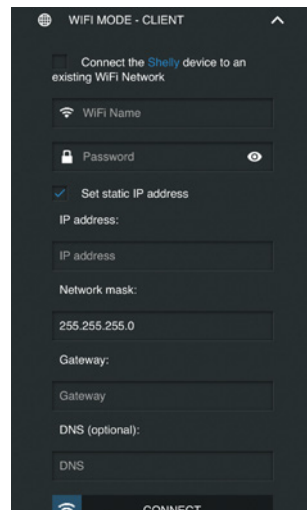 WIFI MODE - CLIENT
Connect the Shelly device to an
existing WiFi Network
WiFi Name
Password
Set static IP address
IP address:
IP address
Network mask:
255.255.255.0
Gateway:
Gateway
DNS (optional):
DNS
CONNECT